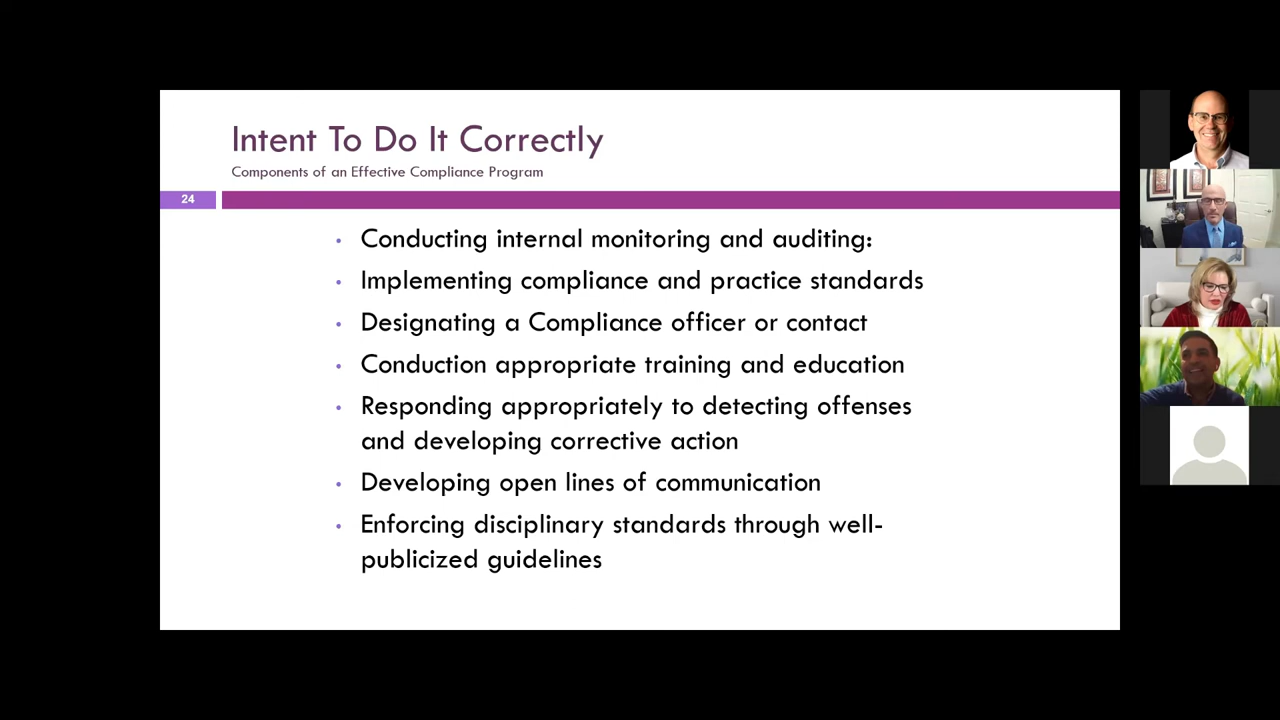 Intent To Do It Correctly
Components of an Effective Compliance Program
24
• Conducting internal monitoring and auditing:
• Implementing compliance and practice standards
• Designating a Compliance officer or contact
• Conduction appropriate training and education
• Responding appropriately to detecting offenses
and developing corrective action
• Developing open lines of communication
• Enforcing disciplinary standards through well-
publicized guidelines